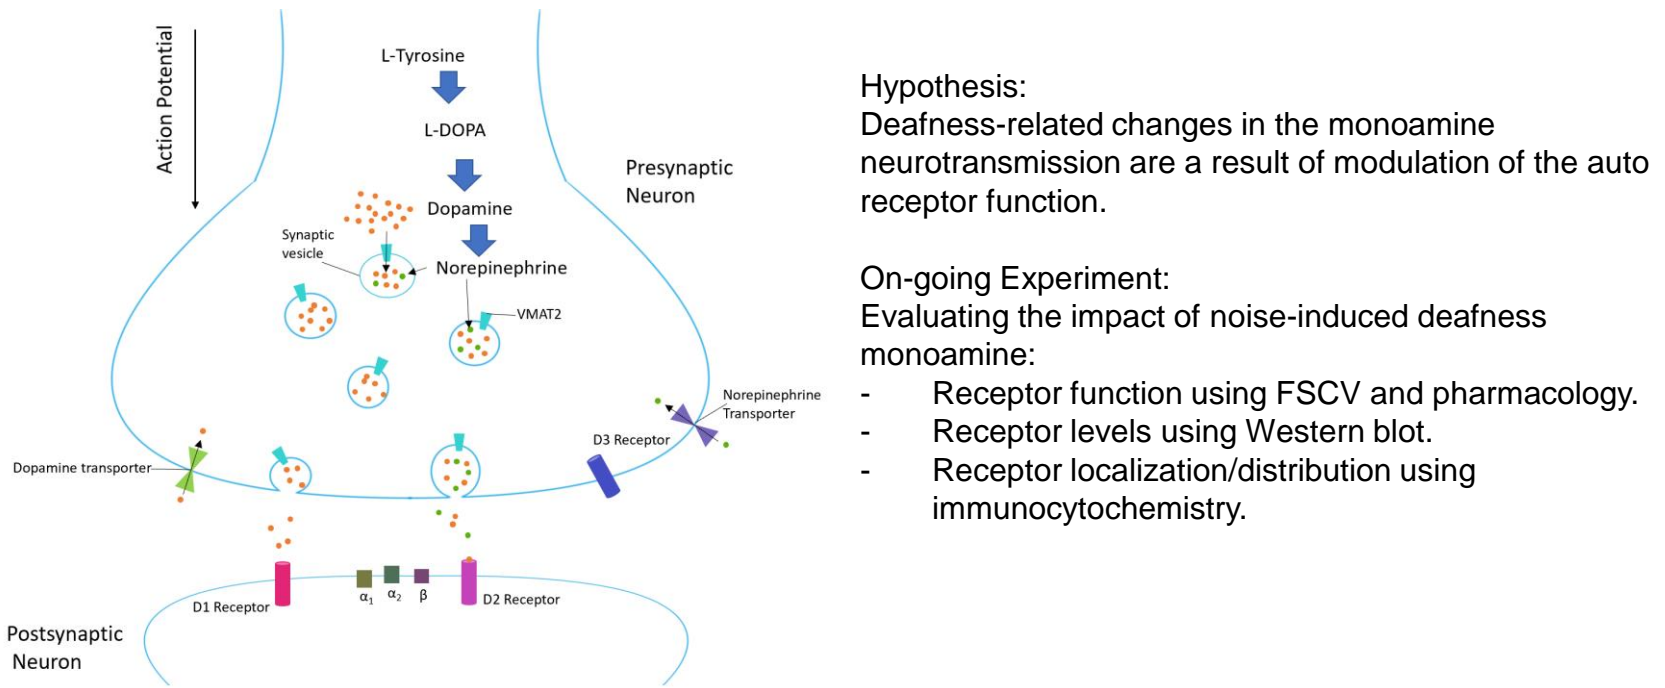 Action Potential
L-Tyrosine
L-DOPA
Dopamine
Norepinephrine
Synaptic
vesicle
VMAT2
Presynaptic
Neuron
Norepinephrine
Transporter
D3 Receptor
Dopamine transporter
D1 Receptor
α1
α2
β
D2 Receptor
Postsynaptic
Neuron
Hypothesis:
Deafness-related changes in the monoamine
neurotransmission are a result of modulation of the auto
receptor function.
On-going Experiment:
Evaluating the impact of noise-induced deafness
monoamine:
- Receptor function using FSCV and pharmacology.
- Receptor levels using Western blot.
- Receptor localization/distribution using
immunocytochemistry.